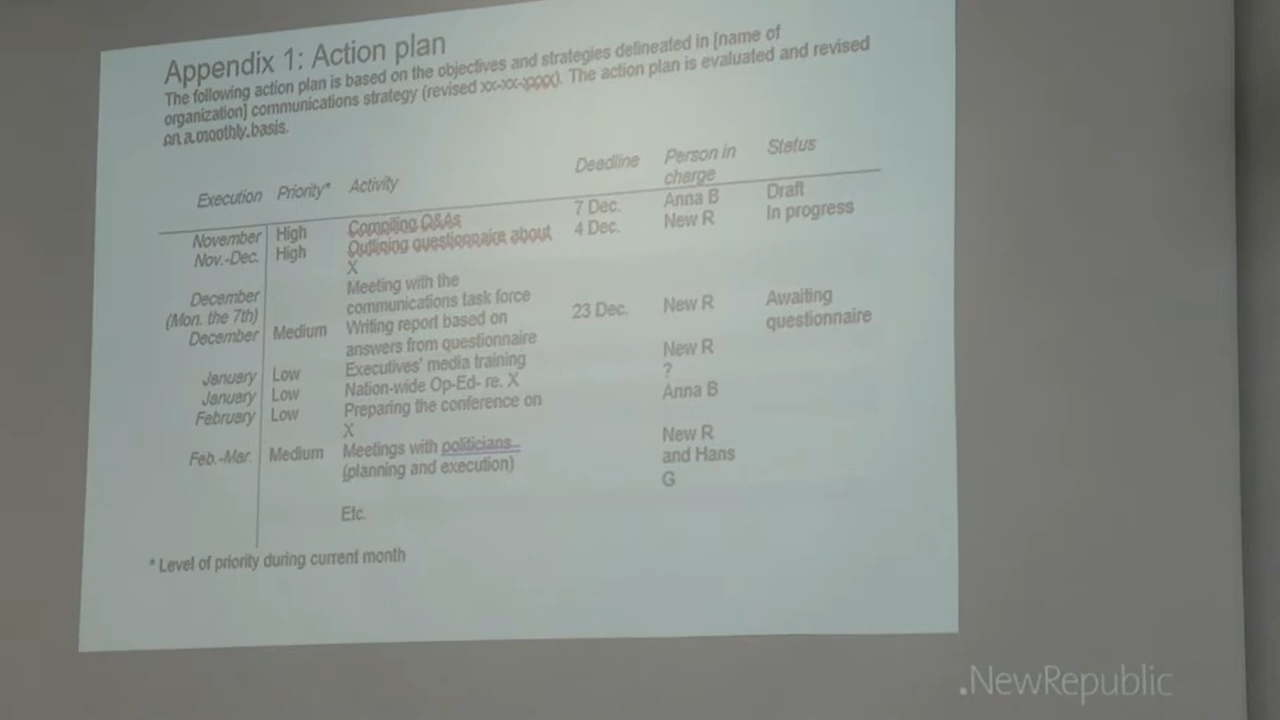 Appendix 1: Action plan
The following action plan is based on the objectives and strategies delineated in [name of
organization] communications strategy (revised xx-xx-xxxx). The action plan is evaluated and revised
on a moothly basis.
Execution Priority* Activity Deadline Person in charge Status
November High Compiling Q&As 7 Dec. Anna B Draft
Nov.-Dec. High Outlining questionnaire about 4 Dec. New R In progress
X
December Meeting with the
(Mon. the 7th) communications task force
December Medium Writing report based on 23 Dec. New R Awaiting
answers from questionnaire questionnaire
January Low Executives' media training New R
January Low Nation-wide Op-Ed- re. X ?
February Low Preparing the conference on Anna B
X
Feb.-Mar. Medium Meetings with politicians New R
(planning and execution) and Hans
G
Etc.
* Level of priority during current month
.NewRepublic